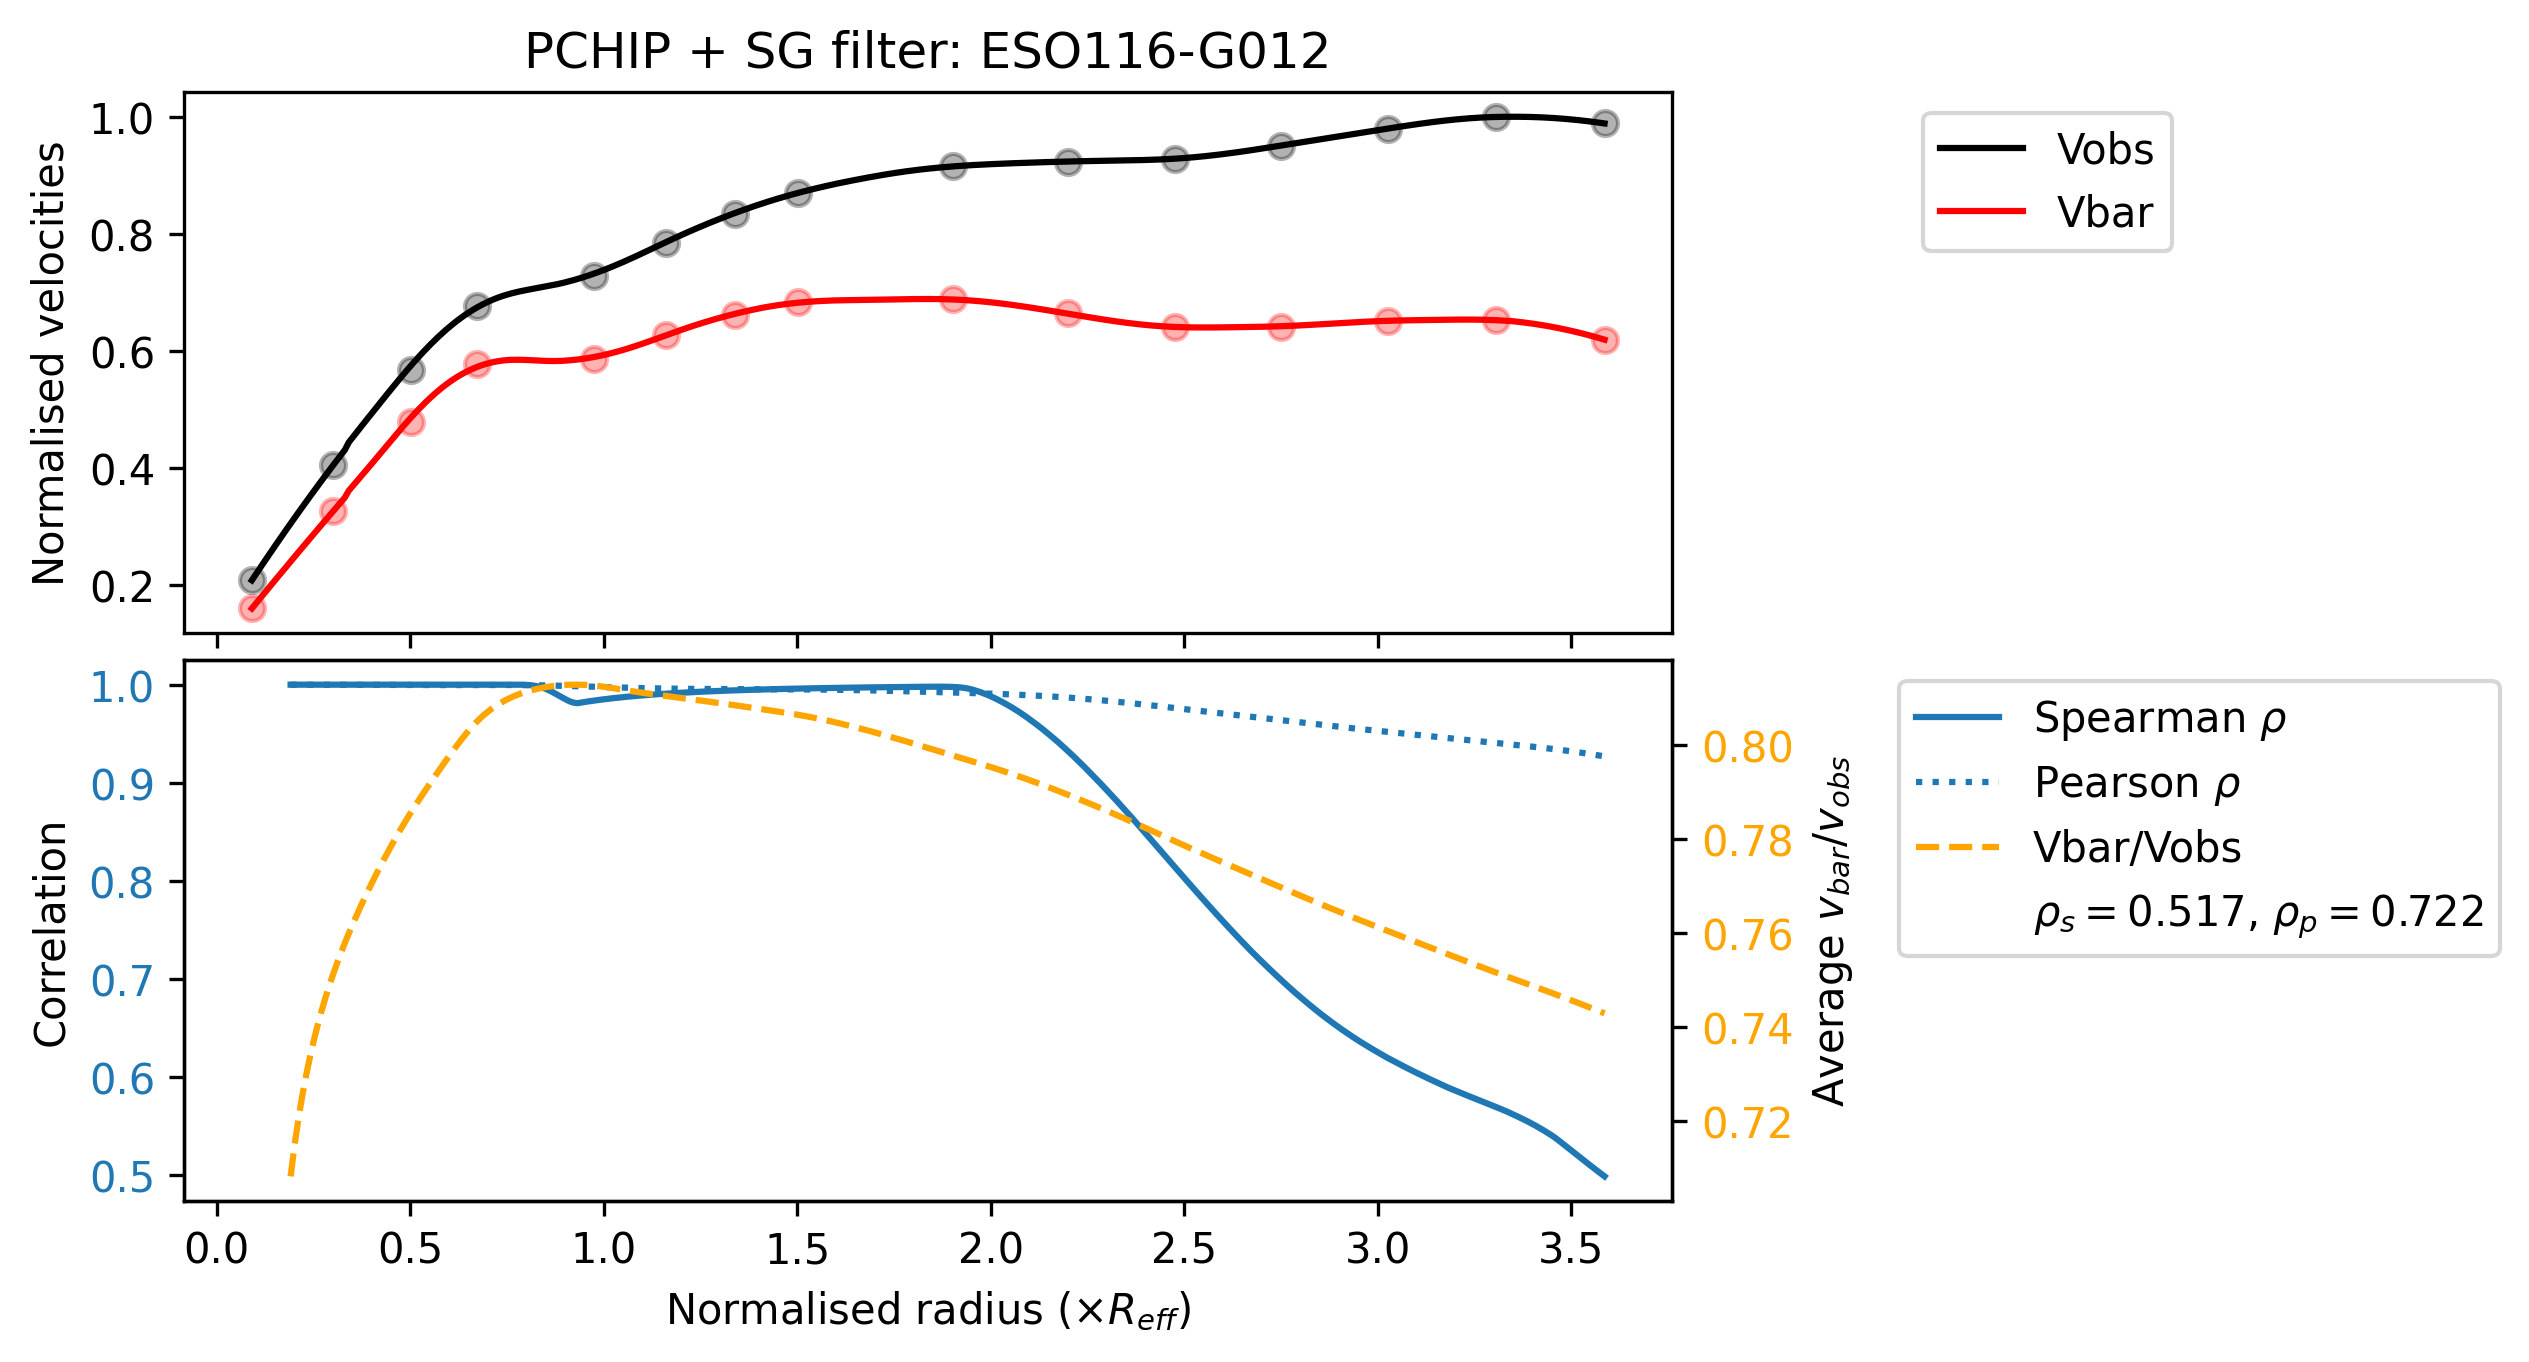 PCHIP + SG filter: ESO116-G012
Normalised velocities
1.0
0.8
0.6
0.4
0.2
Vobs
Vbar
Correlation
1.0
0.9
0.8
0.7
0.6
0.5
0.80
0.78
0.76
0.74
0.72
Average v_bar/v_obs
Spearman ρ
Pearson ρ
Vbar/Vobs
ρ_s = 0.517, ρ_p = 0.722
0.0 0.5 1.0 1.5 2.0 2.5 3.0 3.5
Normalised radius (×R_eff)